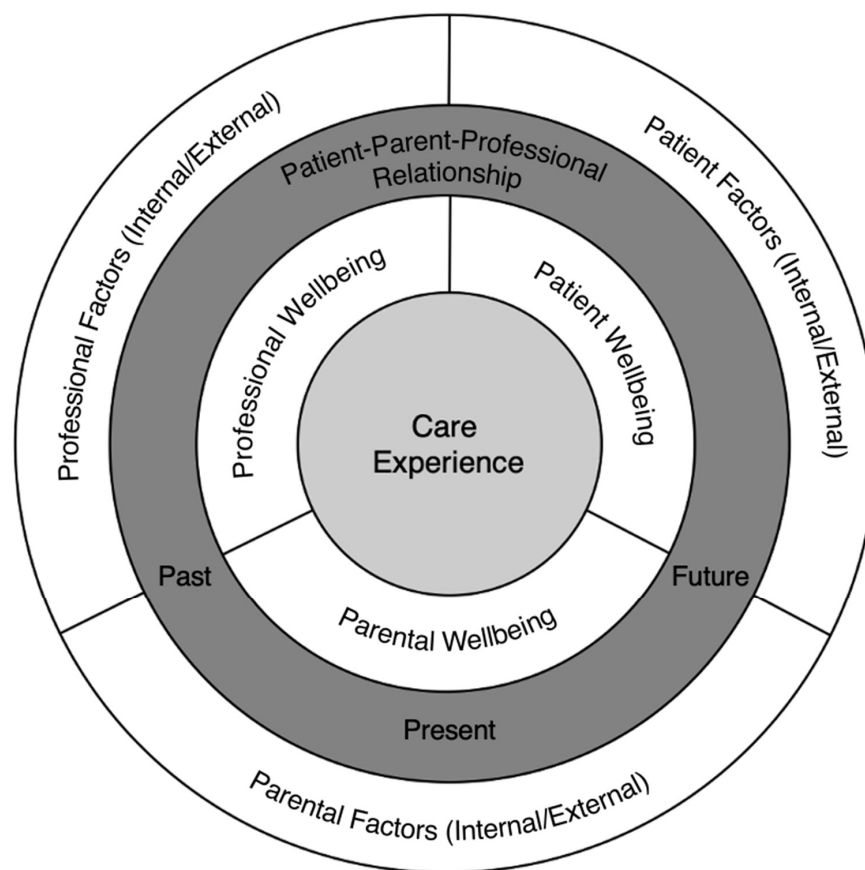 Professional Factors (Internal/External)
Patient Factors (Internal/External)
Patient-Parent-Professional
Relationship
Professional Wellbeing
Patient Wellbeing
Care
Experience
Past
Future
Parental Wellbeing
Present
Parental Factors (Internal/External)